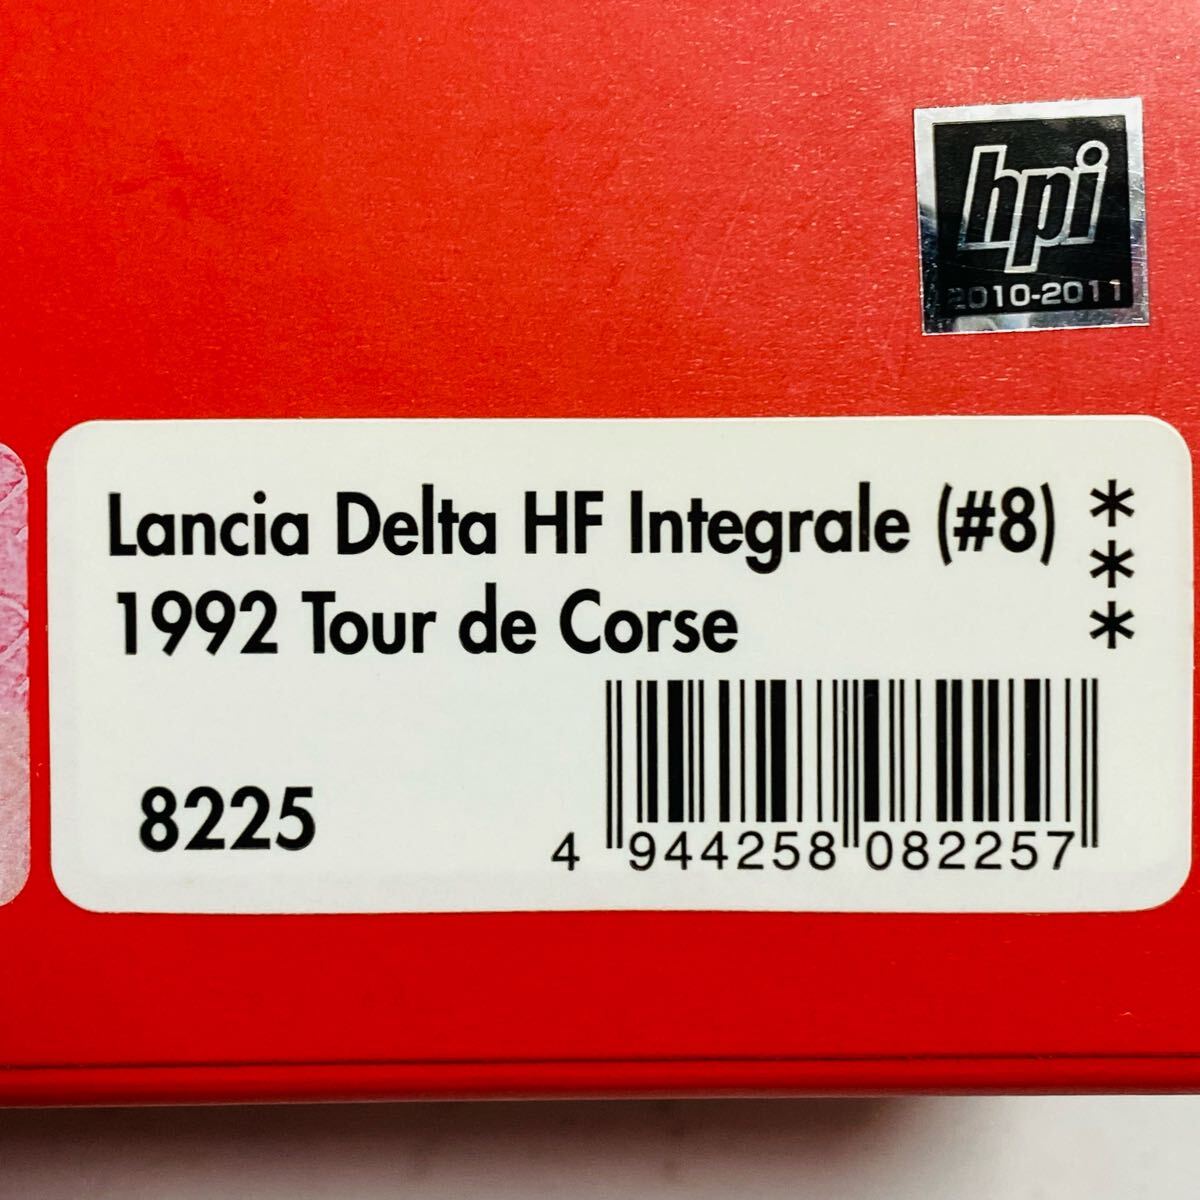 hpi
2010-2011
Lancia Delta HF Integrale (#8) *
*
1992 Tour de Corse *
8225
4 944258 082257